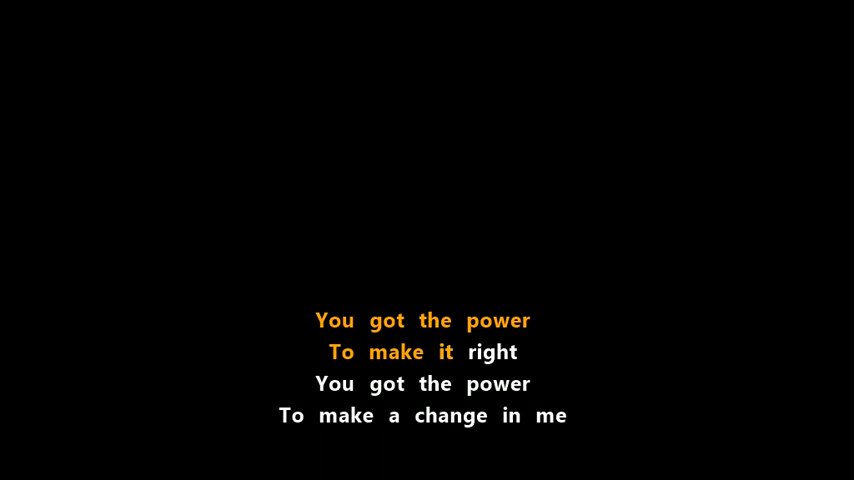 You got the power
To make it right
You got the power
To make a change in me